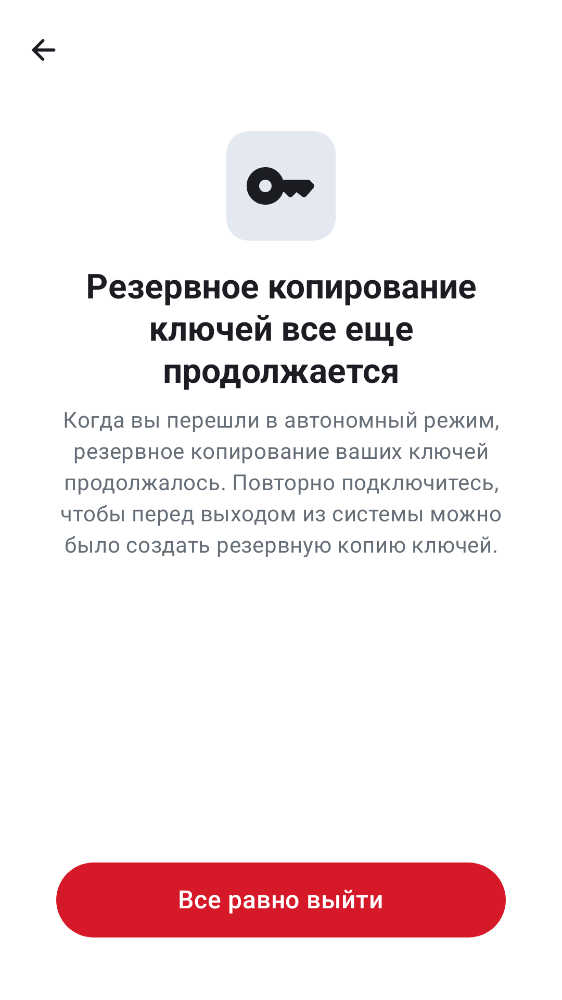 Резервное копирование
ключей все еще
продолжается
Когда вы перешли в автономный режим,
резервное копирование ваших ключей
продолжалось. Повторно подключитесь,
чтобы перед выходом из системы можно
было создать резервную копию ключей.
Все равно выйти